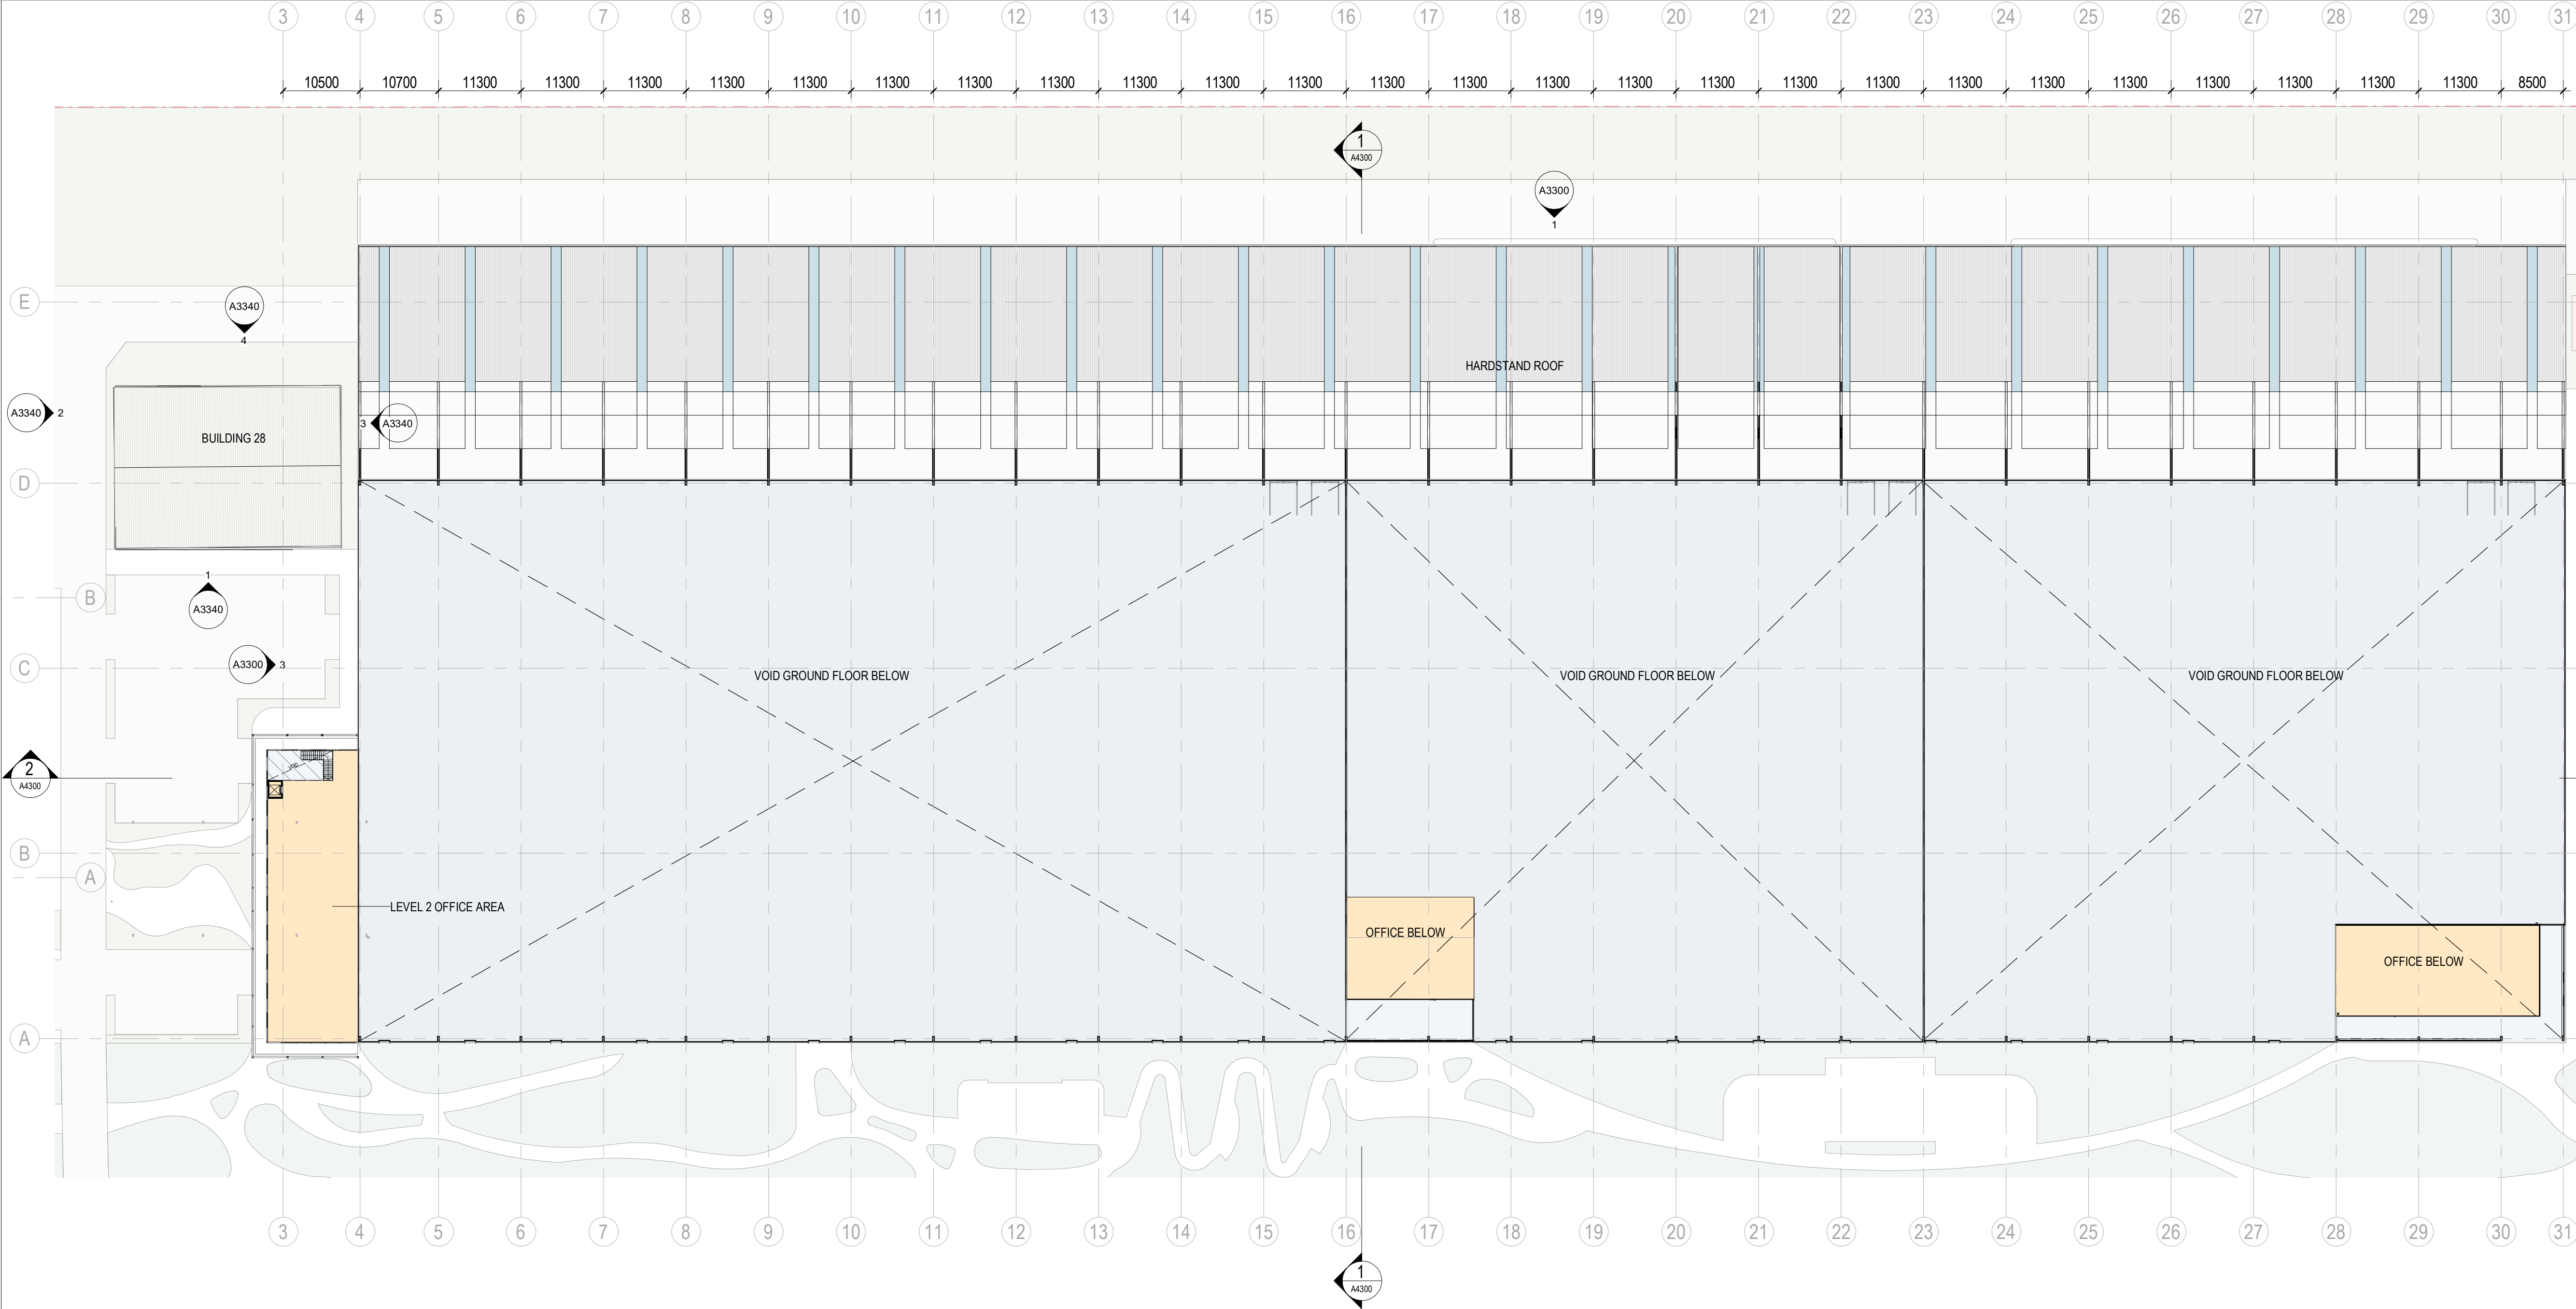 3 4 5 6 7 8 9 10 11 12 13 14 15 16 17 18 19 20 21 22 23 24 25 26 27 28 29 30 31
10500 10700 11300 11300 11300 11300 11300 11300 11300 11300 11300 11300 11300 11300 11300 11300 11300 11300 11300 11300 11300 11300 11300 11300 11300 11300 8500
1
A4300
A3300
1
E
A3340
4
HARDSTAND ROOF
A3340 2
3 A3340
BUILDING 28
D
1
B
A3340
C
A3300 3
VOID GROUND FLOOR BELOW
VOID GROUND FLOOR BELOW
VOID GROUND FLOOR BELOW
2
A4300
VOID
B
A
LEVEL 2 OFFICE AREA
OFFICE BELOW
OFFICE BELOW
A
3 4 5 6 7 8 9 10 11 12 13 14 15 16 17 18 19 20 21 22 23 24 25 26 27 28 29 30 31
1
A4300